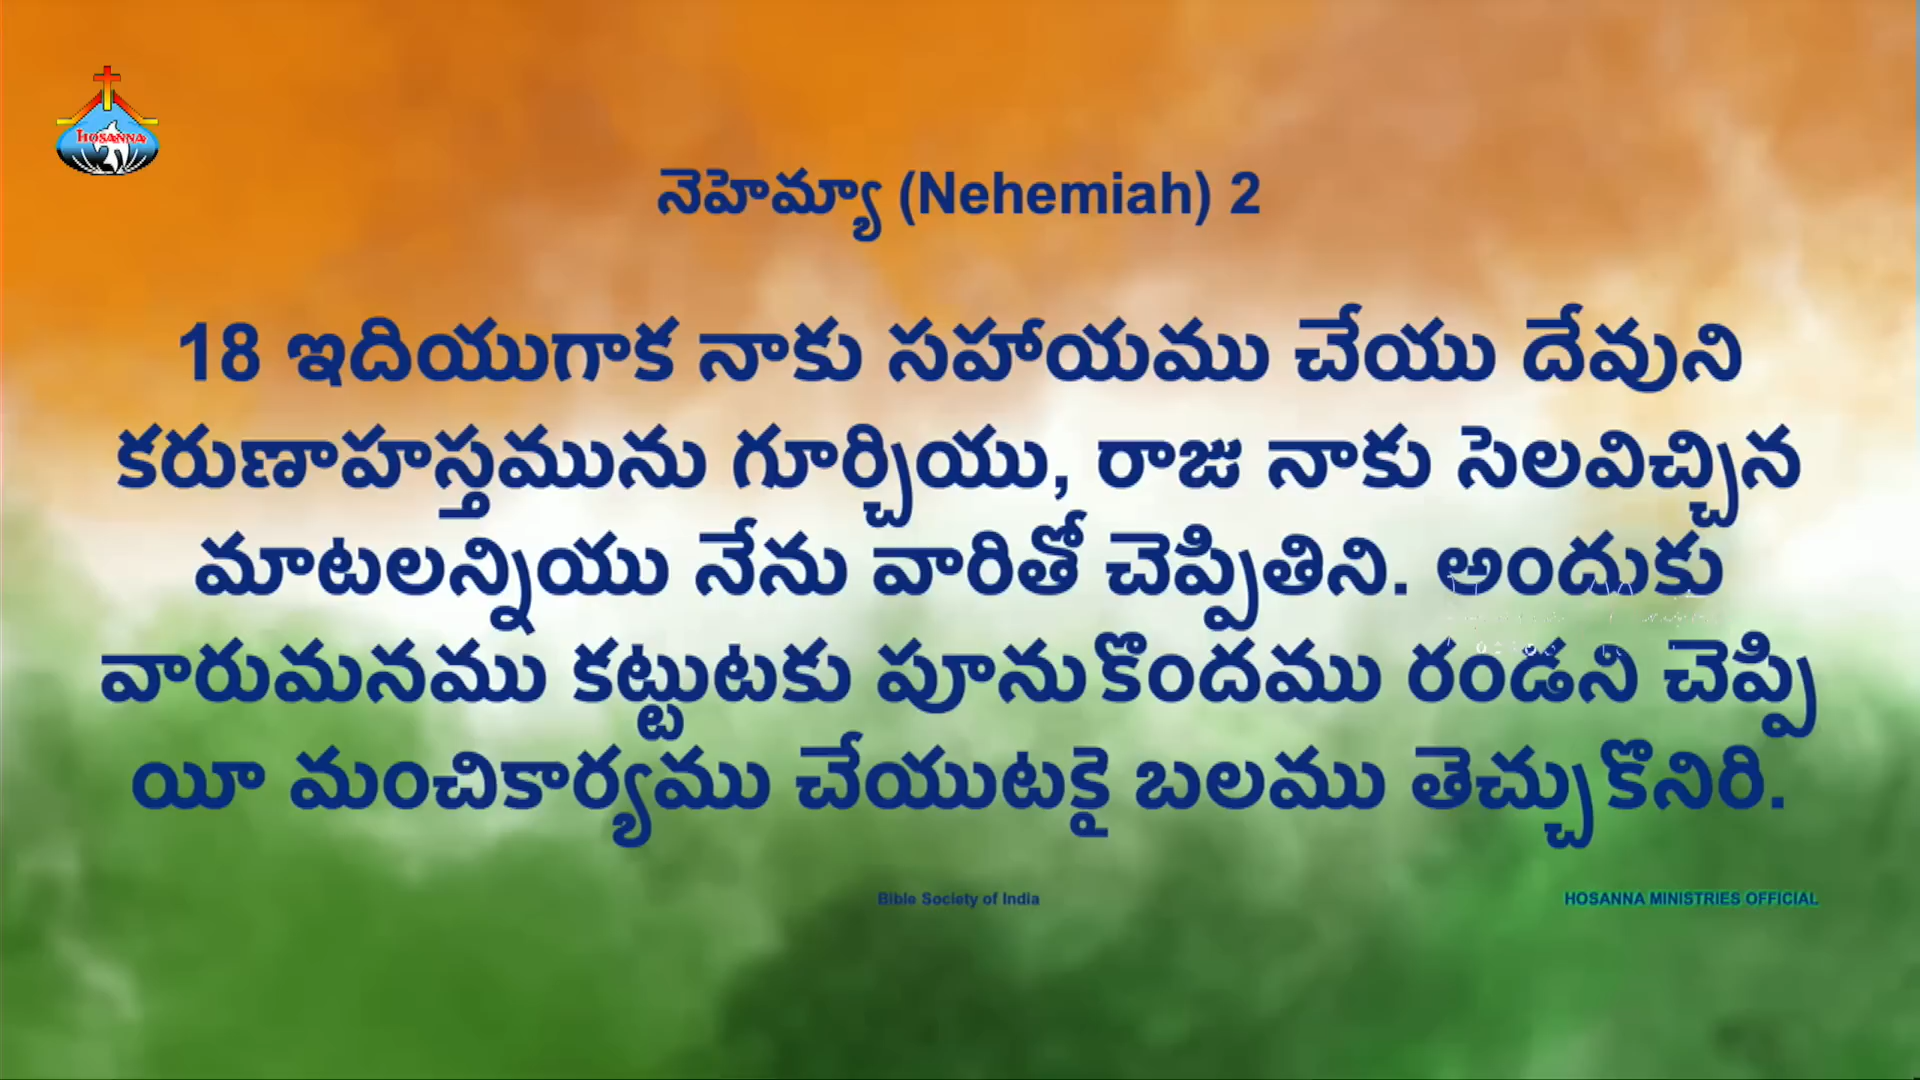 HOSANNA
నెహెమ్యా (Nehemiah) 2
18 ఇదియుగాక నాకు సహాయము చేయు దేవుని
కరుణాహస్తమును గూర్చియు, రాజు నాకు సెలవిచ్చిన
మాటలన్నియు నేను వారితో చెప్పితిని. అందుకు
వారుమనము కట్టుటకు పూనుకొందము రండని చెప్పి
యీ మంచికార్యము చేయుటకై బలము తెచ్చుకొనిరి.
Bible Society of India
HOSANNA MINISTRIES OFFICIAL